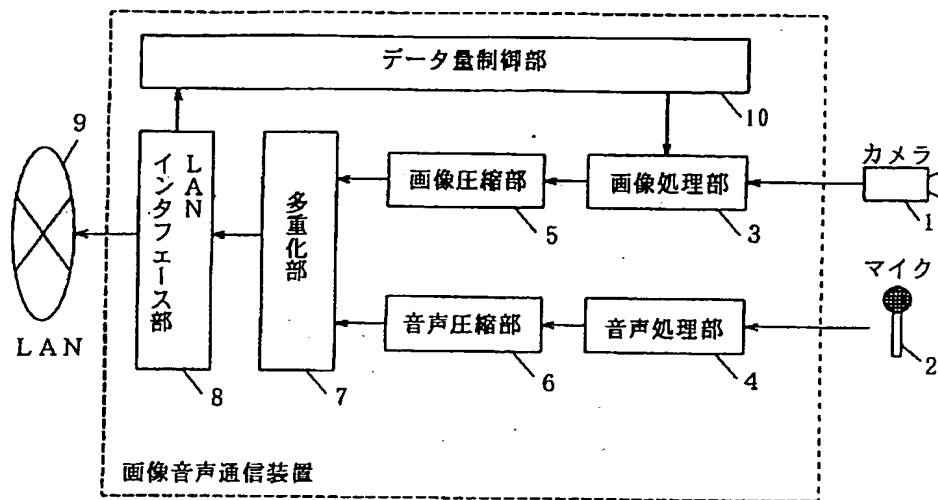 データ量制御部
10
9
LAN
インタフェース部
8
多重化部
7
画像圧縮部
5
画像処理部
3
カメラ
1
マイク
2
音声圧縮部
6
音声処理部
4
LAN
画像音声通信装置